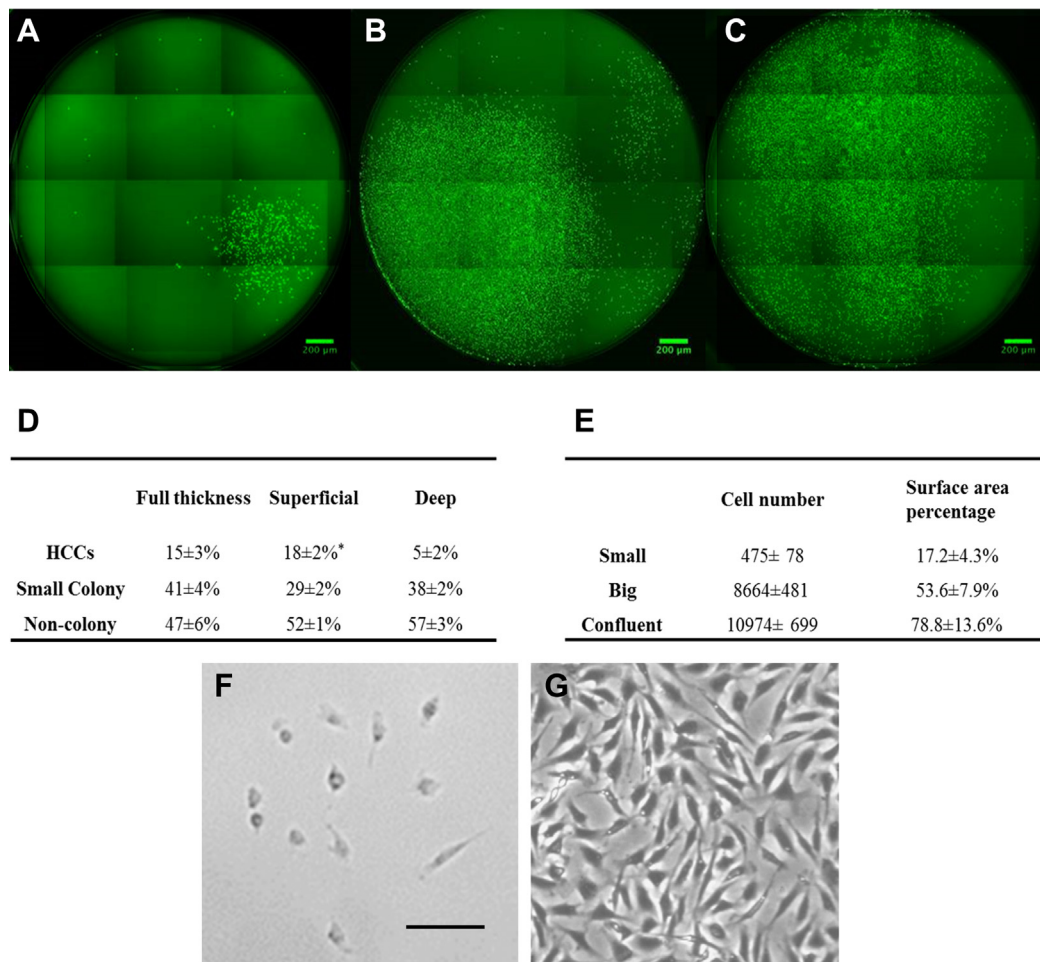 A B C
200 µm 200 µm 200 µm
D E
Full thickness Superficial Deep
HCCs 15±3% 18±2%* 5±2%
Small Colony 41±4% 29±2% 38±2%
Non-colony 47±6% 52±1% 57±3%
Cell number Surface area percentage
Small 475± 78 17.2±4.3%
Big 8664±481 53.6±7.9%
Confluent 10974± 699 78.8±13.6%
F G